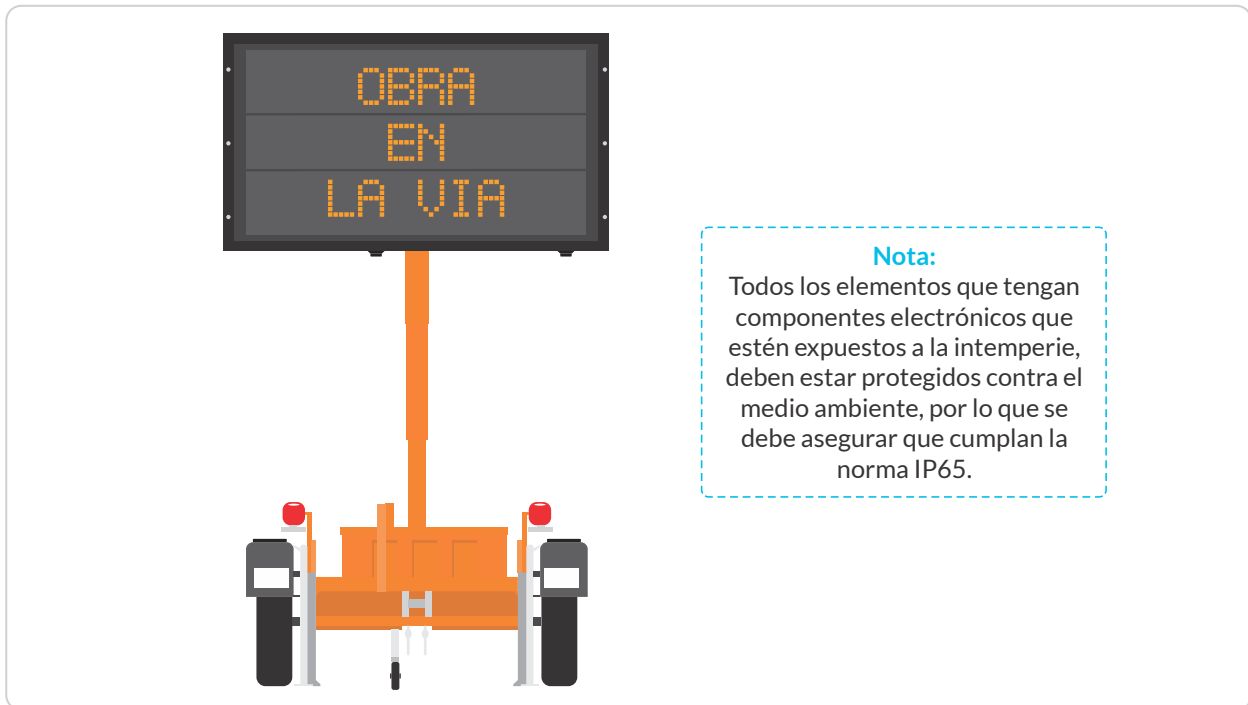 OBRA
EN
LA VIA
Nota:
Todos los elementos que tengan
componentes electrónicos que
estén expuestos a la intemperie,
deben estar protegidos contra el
medio ambiente, por lo que se
debe asegurar que cumplan la
norma IP65.